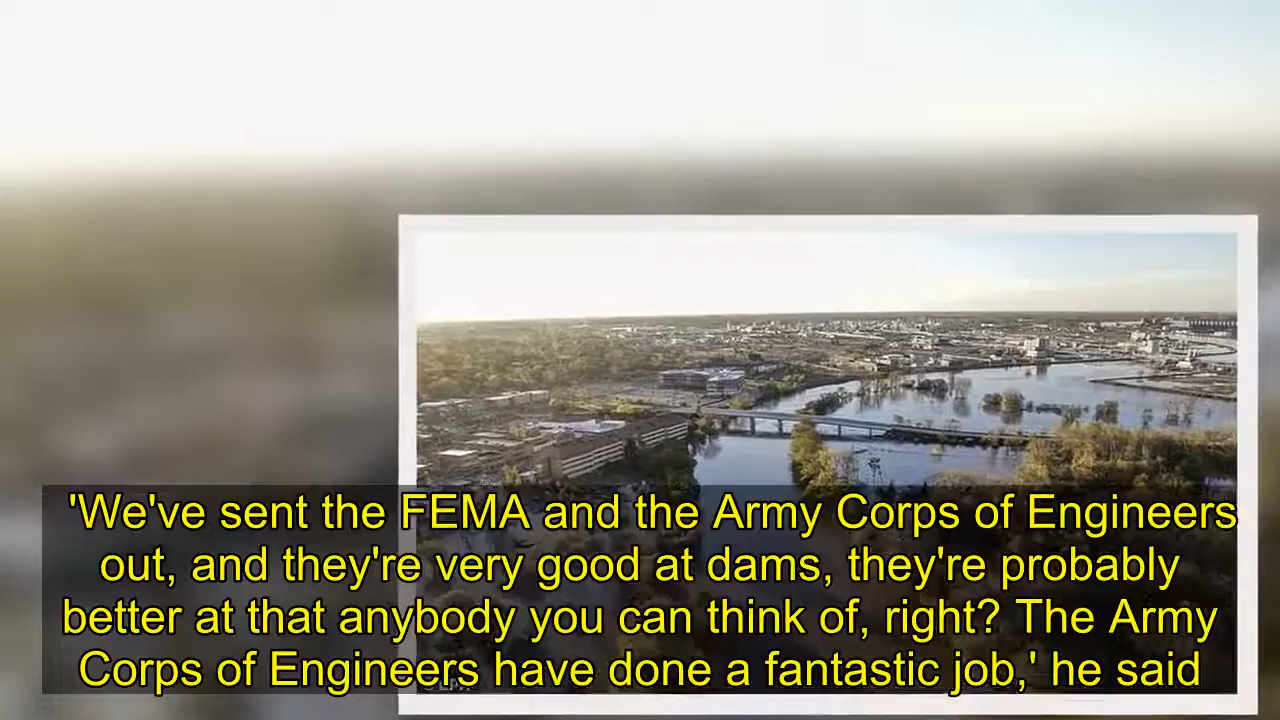 'We've sent the FEMA and the Army Corps of Engineers
out, and they're very good at dams, they're probably
better at that anybody you can think of, right? The Army
Corps of Engineers have done a fantastic job,' he said